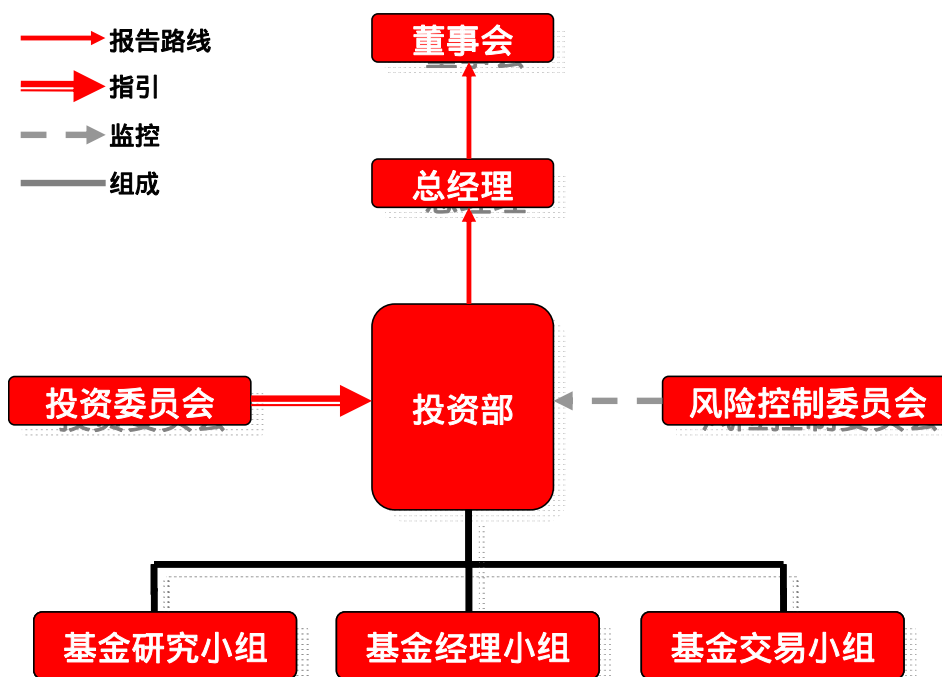 报告路线
指引
监控
组成
董事会
总经理
投资委员会
投资部
风险控制委员会
基金研究小组
基金经理小组
基金交易小组